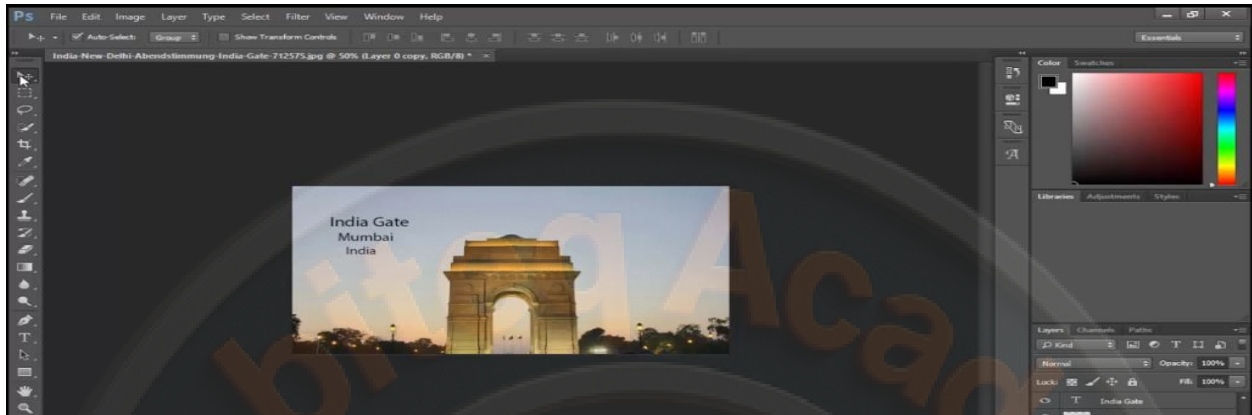 Ps File Edit Image Layer Type Select Filter View Window Help
Auto-Select: Group Show Transform Controls Essentials
India-New-Delhi-Abendstimmung-India-Gate-712575.jpg @ 50% (Layer 0 copy, RGB/8) *
Color Swatches
Libraries Adjustments Styles
India Gate
Mumbai
India
Layers Channels Paths
Kind
Normal Opacity: 100%
Lock: Fill: 100%
T India Gate